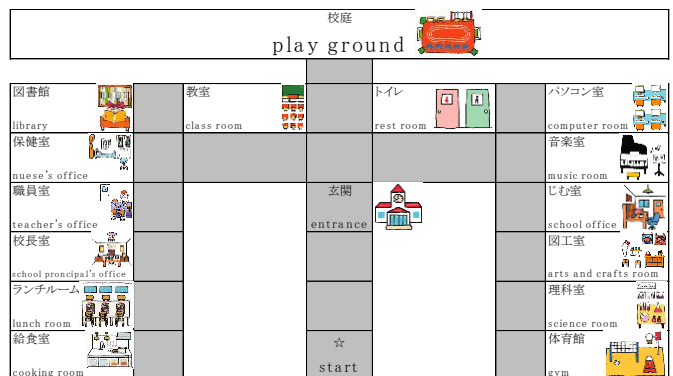 校庭
play ground
図書館
library
教室
class room
トイレ
rest room
パソコン室
computer room
保健室
nuese's office
音楽室
music room
職員室
teacher's office
玄関
entrance
じむ室
school office
校長室
school proncipal's office
図工室
arts and crafts room
ランチルーム
lunch room
理科室
science room
給食室
cooking room
☆
start
体育館
gym